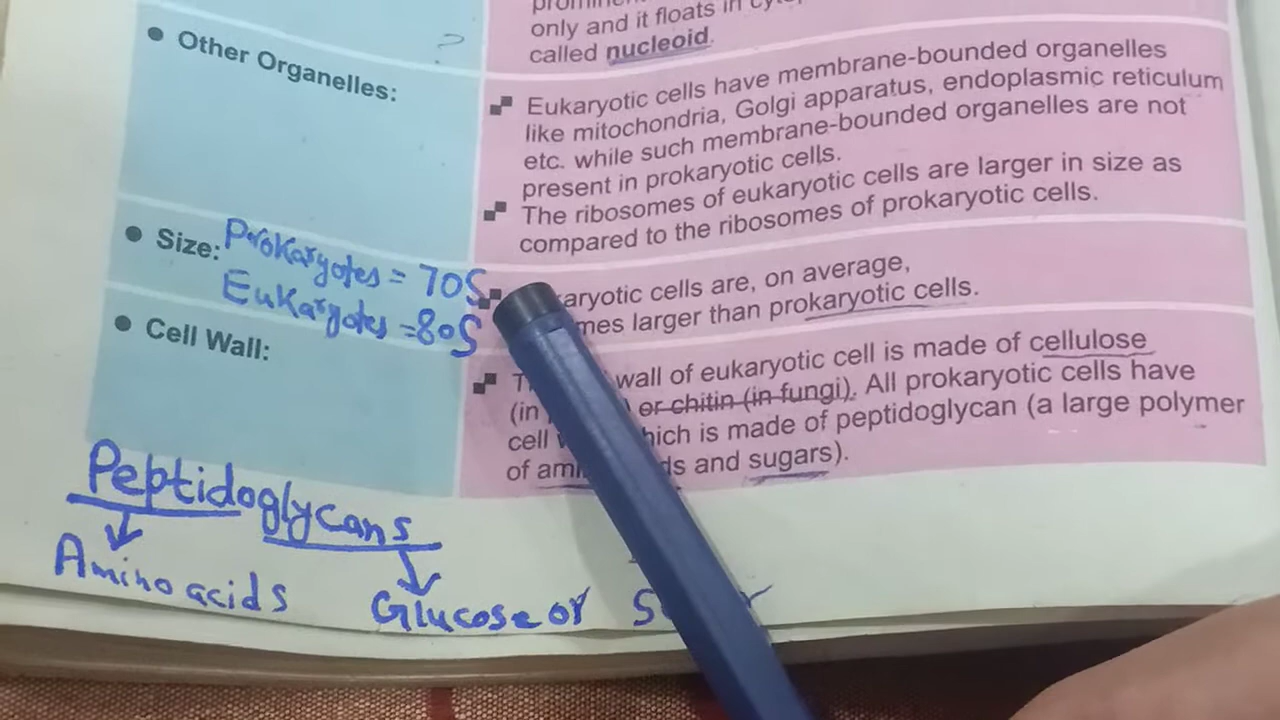 only and it floats in
called nucleoid.
• Other Organelles:
?
Eukaryotic cells have membrane-bounded organelles
like mitochondria, Golgi apparatus, endoplasmic reticulum
etc. while such membrane-bounded organelles are not
present in prokaryotic cells.
The ribosomes of eukaryotic cells are larger in size as
compared to the ribosomes of prokaryotic cells.
• Size:
Prokaryotes = 70S
Eukaryotes = 80S
aryotic cells are, on average,
mes larger than prokaryotic cells.
• Cell Wall:
wall of eukaryotic cell is made of cellulose
(in or chitin (in fungi). All prokaryotic cells have
cell hich is made of peptidoglycan (a large polymer
of ami ds and sugars).
Peptidoglycans
Amino acids
Glucose or